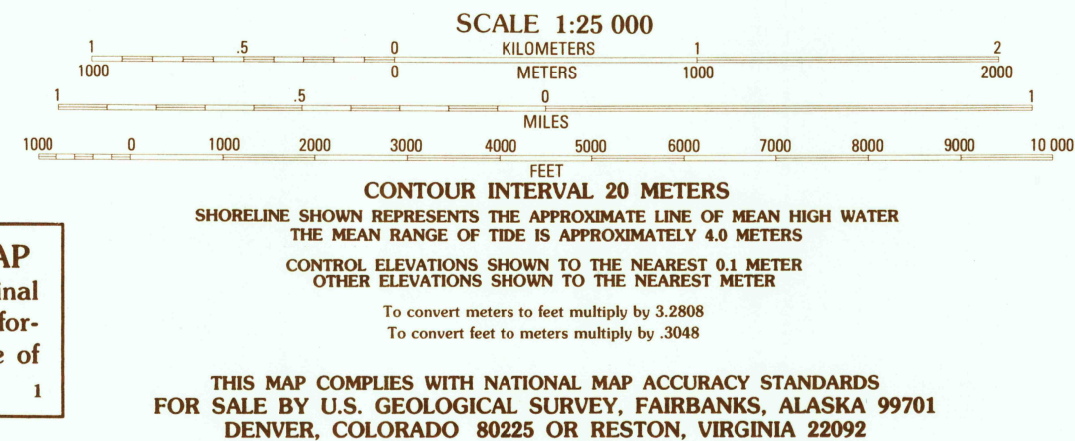 SCALE 1:25 000
1 .5 0 KILOMETERS 1 2
1000 0 METERS 1000 2000
1 .5 0 1
MILES
1000 0 1000 2000 3000 4000 5000 6000 7000 8000 9000 10 000
FEET
CONTOUR INTERVAL 20 METERS
SHORELINE SHOWN REPRESENTS THE APPROXIMATE LINE OF MEAN HIGH WATER
THE MEAN RANGE OF TIDE IS APPROXIMATELY 4.0 METERS
CONTROL ELEVATIONS SHOWN TO THE NEAREST 0.1 METER
OTHER ELEVATIONS SHOWN TO THE NEAREST METER
To convert meters to feet multiply by 3.2808
To convert feet to meters multiply by .3048
THIS MAP COMPLIES WITH NATIONAL MAP ACCURACY STANDARDS
FOR SALE BY U.S. GEOLOGICAL SURVEY, FAIRBANKS, ALASKA 99701
DENVER, COLORADO 80225 OR RESTON, VIRGINIA 22092
AP
inal
for-
e of
1